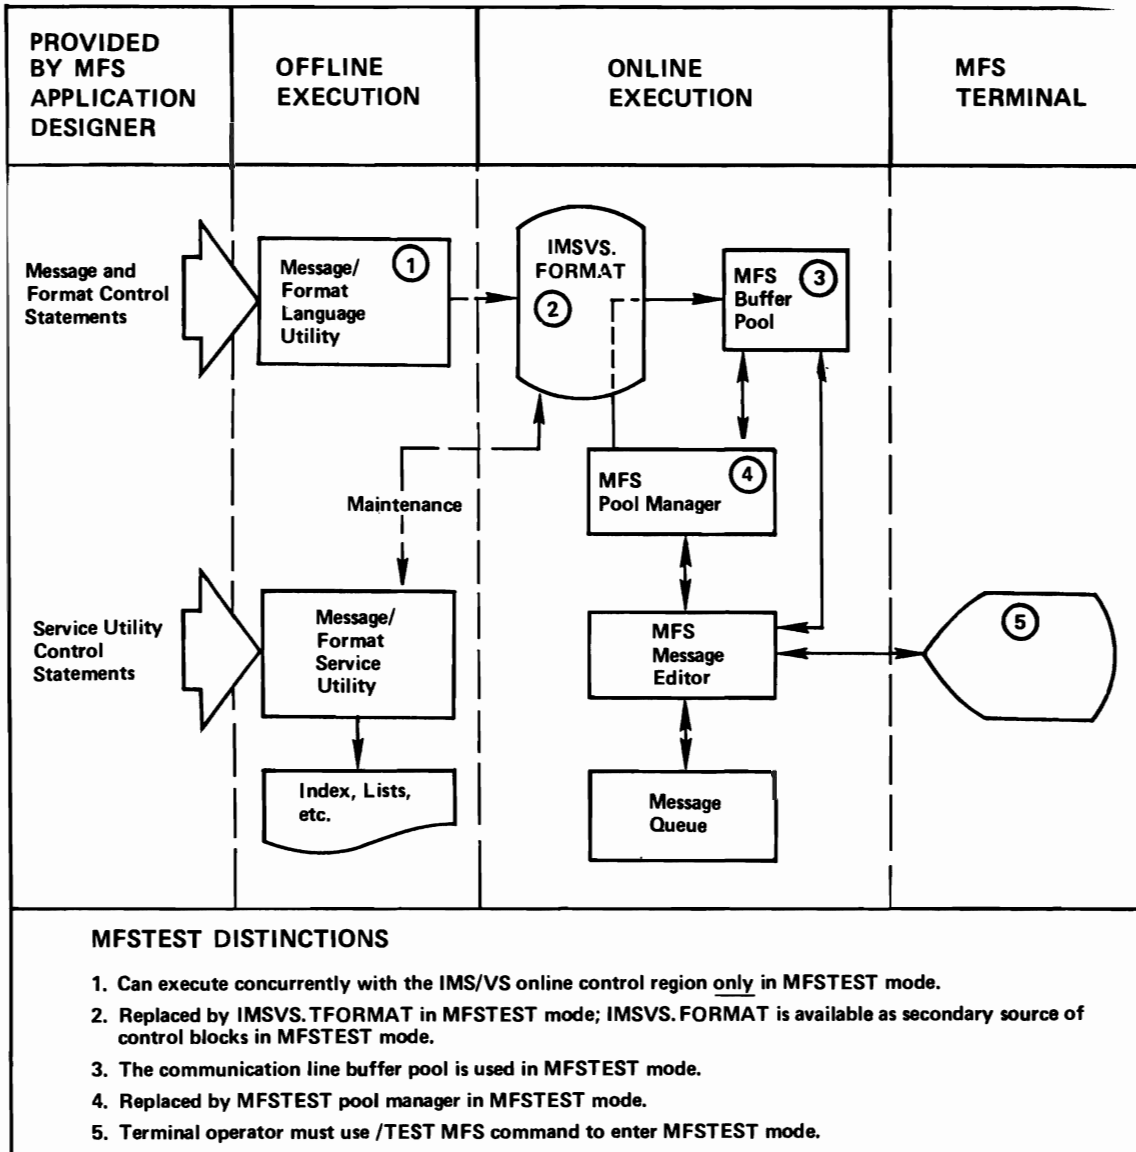 PROVIDED
BY MFS
APPLICATION
DESIGNER
OFFLINE
EXECUTION
ONLINE
EXECUTION
MFS
TERMINAL
Message and
Format Control
Statements
Message/
Format
Language
Utility
1
IMSVS.
FORMAT
2
MFS
Buffer
Pool
3
MFS
Pool Manager
4
Maintenance
Service Utility
Control
Statements
Message/
Format
Service
Utility
MFS
Message
Editor
5
Index, Lists,
etc.
Message
Queue
MFSTEST DISTINCTIONS
1. Can execute concurrently with the IMS/VS online control region only in MFSTEST mode.
2. Replaced by IMSVS.TFORMAT in MFSTEST mode; IMSVS.FORMAT is available as secondary source of
control blocks in MFSTEST mode.
3. The communication line buffer pool is used in MFSTEST mode.
4. Replaced by MFSTEST pool manager in MFSTEST mode.
5. Terminal operator must use /TEST MFS command to enter MFSTEST mode.